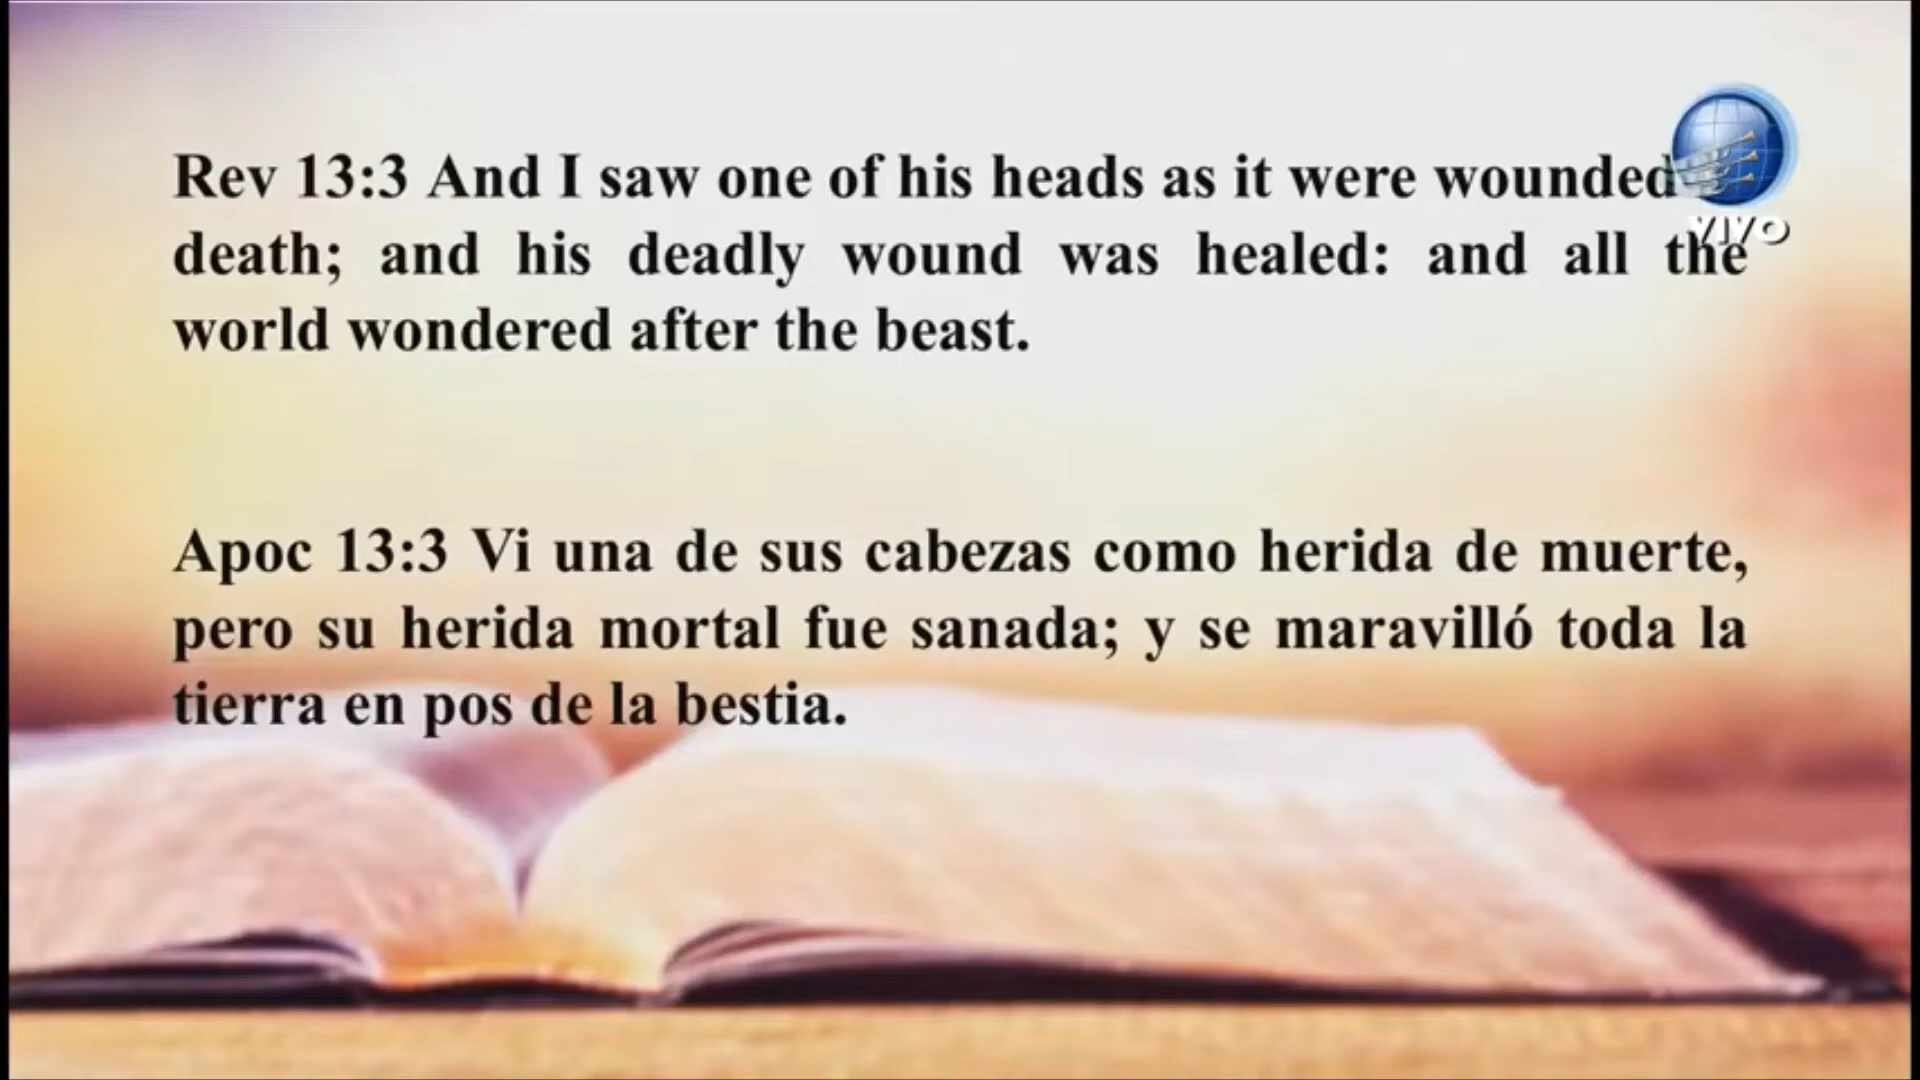 Rev 13:3 And I saw one of his heads as it were wounded
death; and his deadly wound was healed: and all the
world wondered after the beast.
VIVO
Apoc 13:3 Vi una de sus cabezas como herida de muerte,
pero su herida mortal fue sanada; y se maravilló toda la
tierra en pos de la bestia.